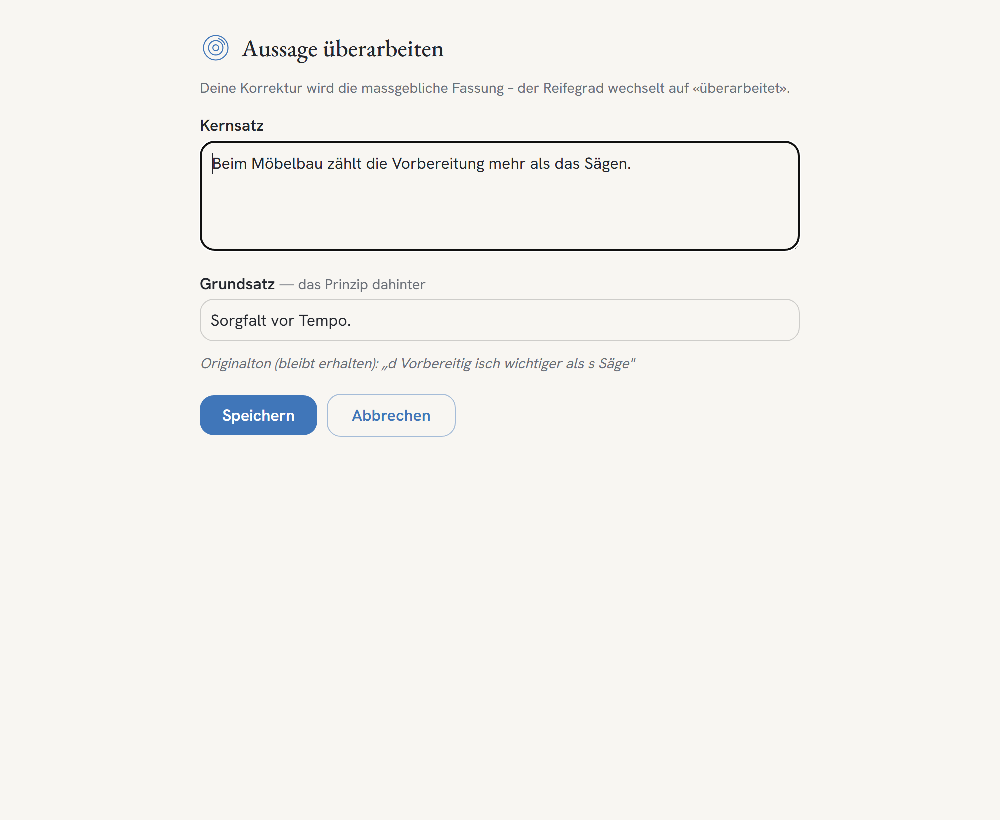 Aussage überarbeiten
Deine Korrektur wird die massgebliche Fassung – der Reifegrad wechselt auf «überarbeitet».
Kernsatz
Beim Möbelbau zählt die Vorbereitung mehr als das Sägen.
Grundsatz — das Prinzip dahinter
Sorgfalt vor Tempo.
Originalton (bleibt erhalten): „d Vorbereitig isch wichtiger als s Säge"
Speichern Abbrechen